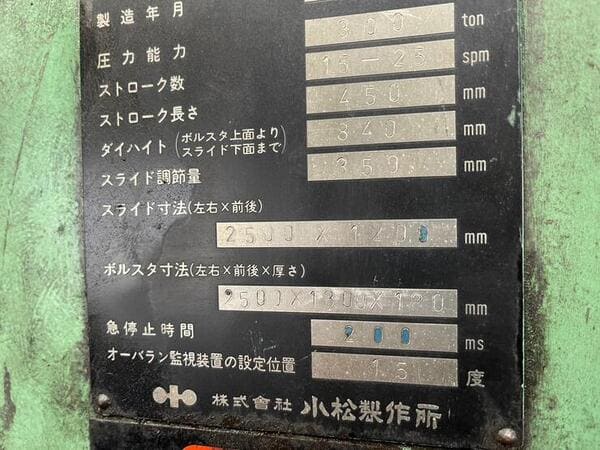 製造年月
圧力能力 300 ton
ストローク数 15-25 spm
ストローク長さ 450 mm
ダイハイト (ボルスタ上面より スライド下面まで) 840 mm
スライド調節量 350 mm
スライド寸法(左右×前後)
2500×1200 mm
ボルスタ寸法(左右×前後×厚さ)
2500×1300×180 mm
急停止時間 200 ms
オーバラン監視装置の設定位置 15 度
株式會社 小松製作所